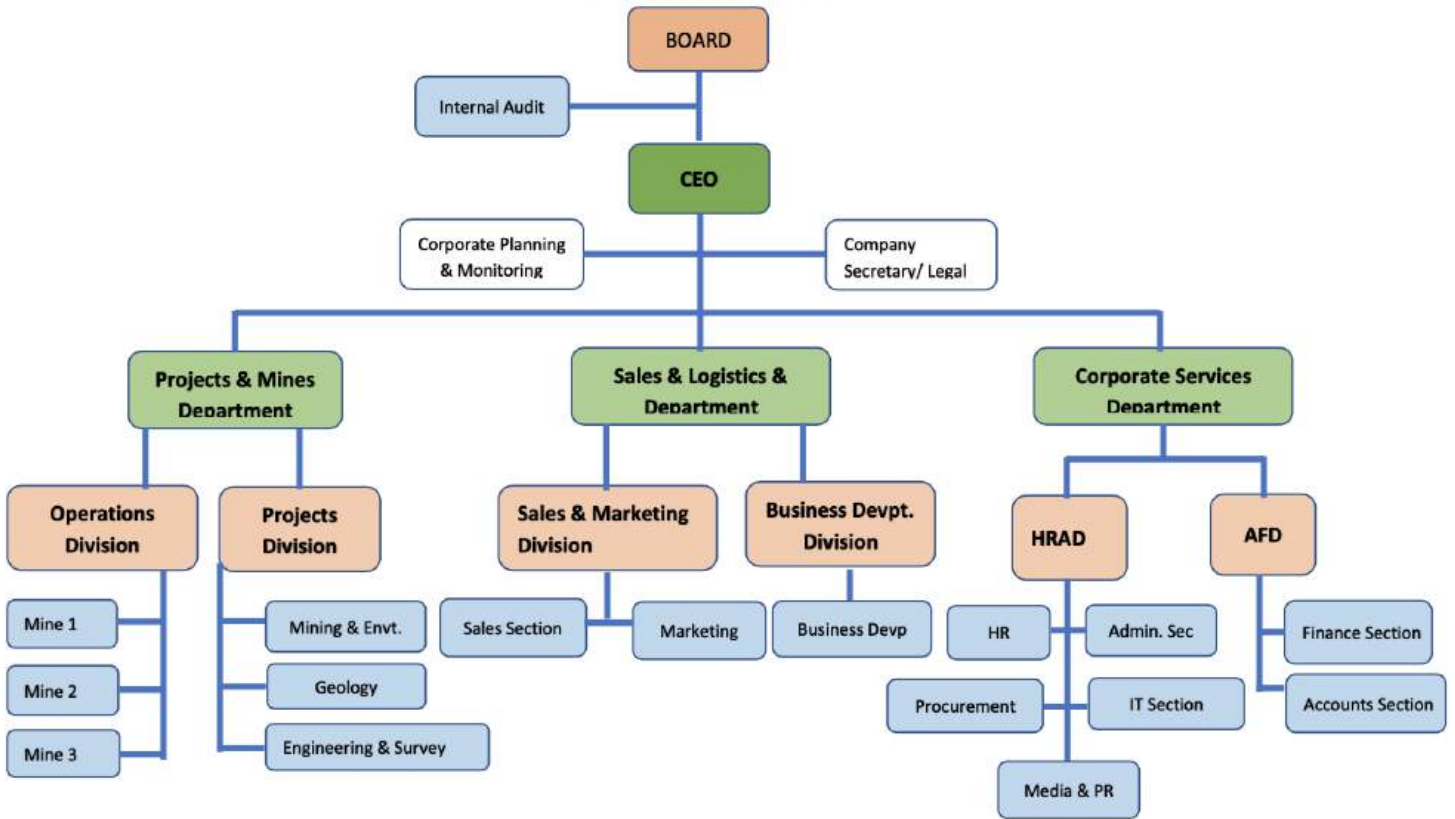 BOARD
Internal Audit
CEO
Corporate Planning
& Monitoring
Company
Secretary/ Legal
Projects & Mines
Department
Sales & Logistics &
Department
Corporate Services
Department
Operations
Division
Projects
Division
Sales & Marketing
Division
Business Devpt.
Division
HRAD
AFD
Mine 1
Mining & Envt.
Sales Section
Marketing
Business Devp
HR
Admin. Sec
Finance Section
Mine 2
Geology
Procurement
IT Section
Accounts Section
Mine 3
Engineering & Survey
Media & PR